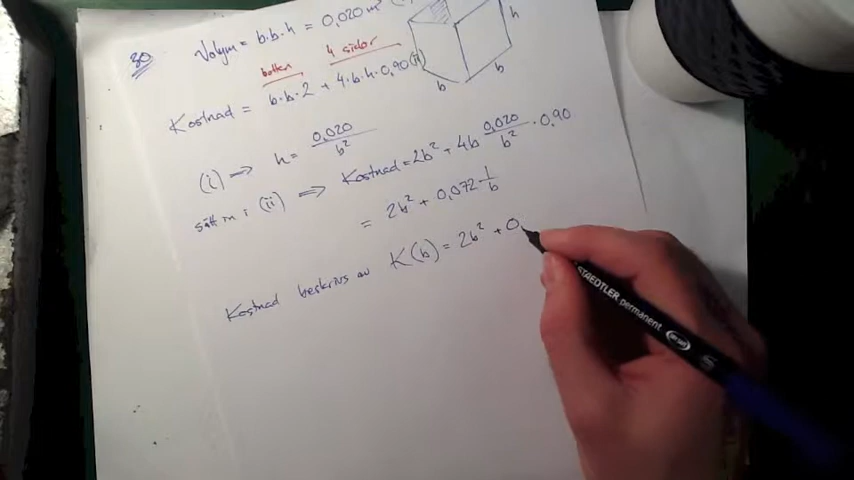 80
Volym = b·b·h = 0,020 m³ (
botten 4 sidor
Kostnad = b·b·2 + 4·b·h·0,90 (ii)
h
b
b
(i) ⟹ h = 0,020/b²
sätt in i (ii) ⟹ Kostnad = 2b² + 4b 0,020/b² · 0,90
= 2b² + 0,072 · 1/b
Kostnad beskrivs av K(b) = 2b² + 0
STAEDTLER permanent